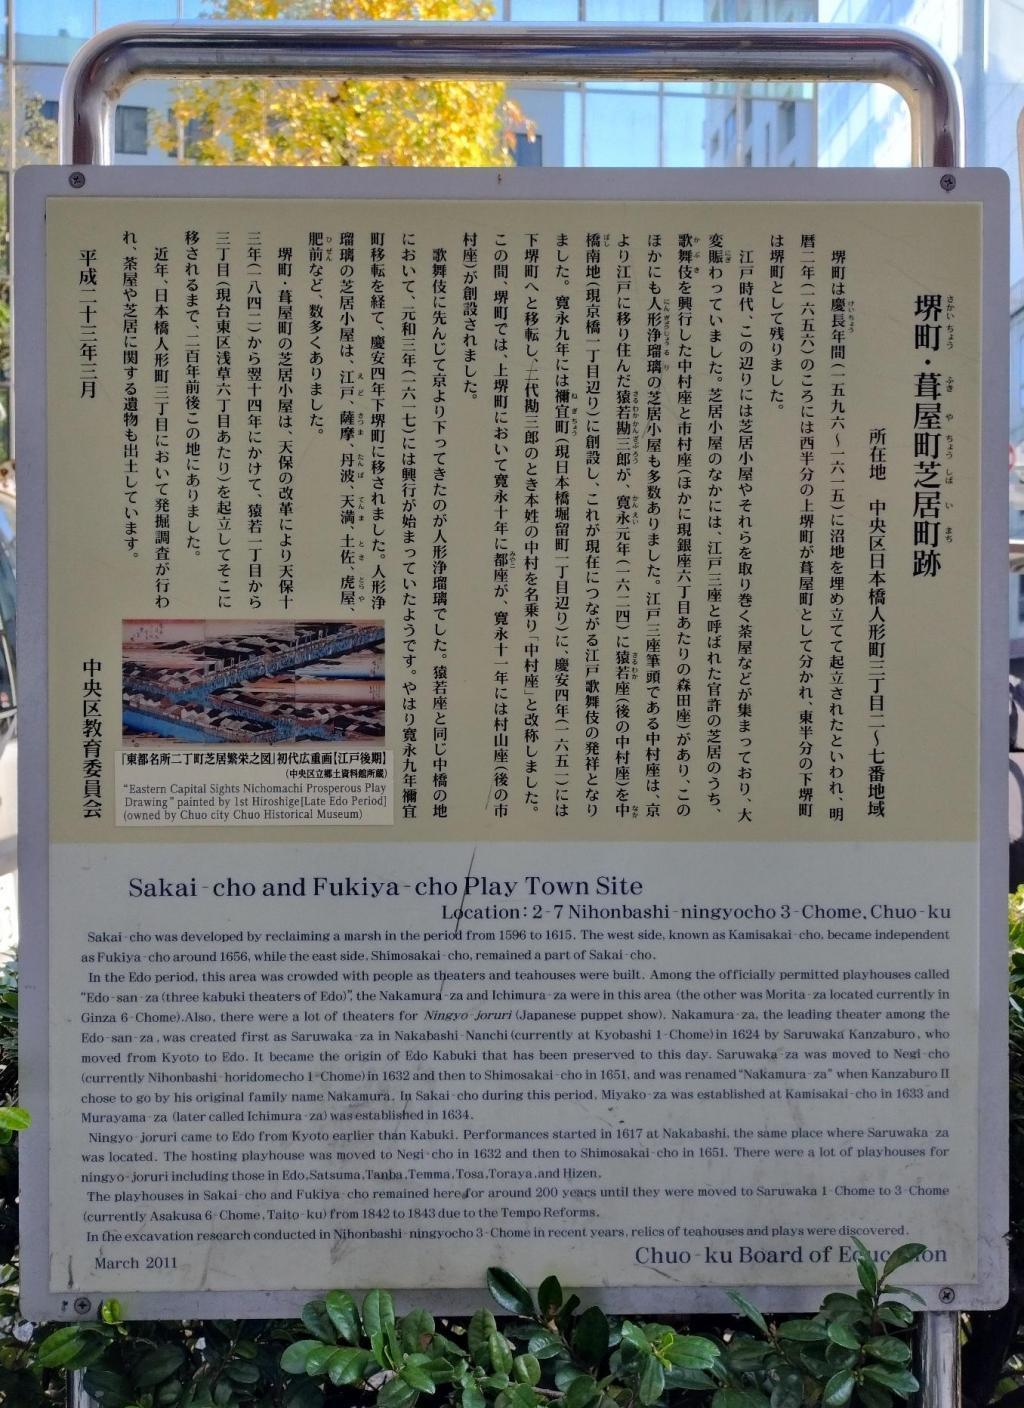 堺町・葺屋町芝居町跡
所在地　中央区日本橋人形町三丁目二～七番地域
堺町は慶長年間(一五九六～一六一五)に沼地を埋め立てて起立されたといわれ、明
暦二年(一六五六)のころには西半分の上堺町が葺屋町として分かれ、東半分の下堺町
は堺町として残りました。
江戸時代、この辺りには芝居小屋やそれらを取り巻く茶屋などが集まっており、大
変賑わっていました。芝居小屋のなかには、江戸三座と呼ばれた官許の芝居のうち、
歌舞伎を興行した中村座と市村座(ほかに現銀座六丁目あたりの森田座)があり、この
ほかにも人形浄瑠璃の芝居小屋も多数ありました。江戸三座筆頭である中村座は、京
より江戸に移り住んだ猿若勘三郎が、寛永元年(一六二四)に猿若座(後の中村座)を中
橋南地(現京橋一丁目辺り)に創設し、これが現在につながる江戸歌舞伎の発祥となり
ました。寛永九年には禰宜町(現日本橋堀留町一丁目辺り)に、慶安四年(一六五一)には
下堺町へと移転し、二代勘三郎のとき本姓の中村を名乗り「中村座」と改称しました。
この間、堺町では、上堺町において寛永十年に都座が、寛永十一年には村山座(後の市
村座)が創設されました。
歌舞伎に先んじて京より下ってきたのが人形浄瑠璃でした。猿若座と同じ中橋の地
において、元和三年(一六一七)には興行が始まっていたようです。やはり寛永九年禰宜
町移転を経て、慶安四年下堺町に移されました。人形浄
瑠璃の芝居小屋は、江戸、薩摩、丹波、天満、土佐、虎屋、
肥前など、数多くありました。
堺町・葺屋町の芝居小屋は、天保の改革により天保十
三年(一八四二)から翌十四年にかけて、猿若一丁目から
三丁目(現台東区浅草六丁目あたり)を起立してそこに
移されるまで、二百年前後この地にありました。
近年、日本橋人形町三丁目において発掘調査が行わ
れ、茶屋や芝居に関する遺物も出土しています。
平成二十三年三月
中央区教育委員会
『東都名所二丁町芝居繁栄之図』初代広重画【江戸後期】
(中央区立郷土資料館所蔵)
"Eastern Capital Sights Nichomachi Prosperous Play
Drawing" painted by 1st Hiroshige[Late Edo Period]
(owned by Chuo city Chuo Historical Museum)
Sakai-cho and Fukiya-cho Play Town Site
Location: 2-7 Nihonbashi-ningyocho 3-Chome, Chuo-ku
Sakai-cho was developed by reclaiming a marsh in the period from 1596 to 1615. The west side, known as Kamisakai-cho, became independent
as Fukiya-cho around 1656, while the east side, Shimosakai-cho, remained a part of Sakai-cho.
In the Edo period, this area was crowded with people as theaters and teahouses were built. Among the officially permitted playhouses called
"Edo-san-za (three kabuki theaters of Edo)", the Nakamura-za and Ichimura-za were in this area (the other was Morita-za located currently in
Ginza 6-Chome).Also, there were a lot of theaters for Ningyo-joruri (Japanese puppet show). Nakamura-za, the leading theater among the
Edo-san-za, was created first as Saruwaka-za in Nakabashi-Nanchi (currently at Kyobashi 1-Chome) in 1624 by Saruwaka Kanzaburo, who
moved from Kyoto to Edo. It became the origin of Edo Kabuki that has been preserved to this day. Saruwaka-za was moved to Negi-cho
(currently Nihonbashi-horidomecho 1-Chome) in 1632 and then to Shimosakai-cho in 1651, and was renamed "Nakamura-za" when Kanzaburo II
chose to go by his original family name Nakamura. In Sakai-cho during this period, Miyako-za was established at Kamisakai-cho in 1633 and
Murayama-za (later called Ichimura-za) was established in 1634.
Ningyo-joruri came to Edo from Kyoto earlier than Kabuki. Performances started in 1617 at Nakabashi, the same place where Saruwaka-za
was located. The hosting playhouse was moved to Negi-cho in 1632 and then to Shimosakai-cho in 1651. There were a lot of playhouses for
ningyo-joruri including those in Edo,Satsuma,Tanba,Temma,Tosa,Toraya,and Hizen.
The playhouses in Sakai-cho and Fukiya-cho remained here for around 200 years until they were moved to Saruwaka 1-Chome to 3-Chome
(currently Asakusa 6-Chome, Taito-ku) from 1842 to 1843 due to the Tempo Reforms.
In the excavation research conducted in Nihonbashi-ningyocho 3-Chome in recent years, relics of teahouses and plays were discovered.
March 2011
Chuo-ku Board of Education